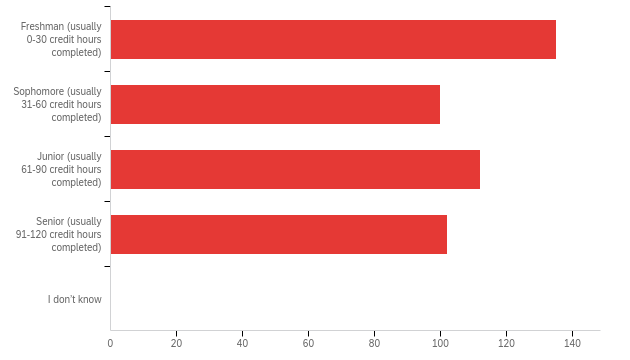 Freshman (usually
0-30 credit hours
completed)
Sophomore (usually
31-60 credit hours
completed)
Junior (usually
61-90 credit hours
completed)
Senior (usually
91-120 credit hours
completed)
I don't know
0 20 40 60 80 100 120 140